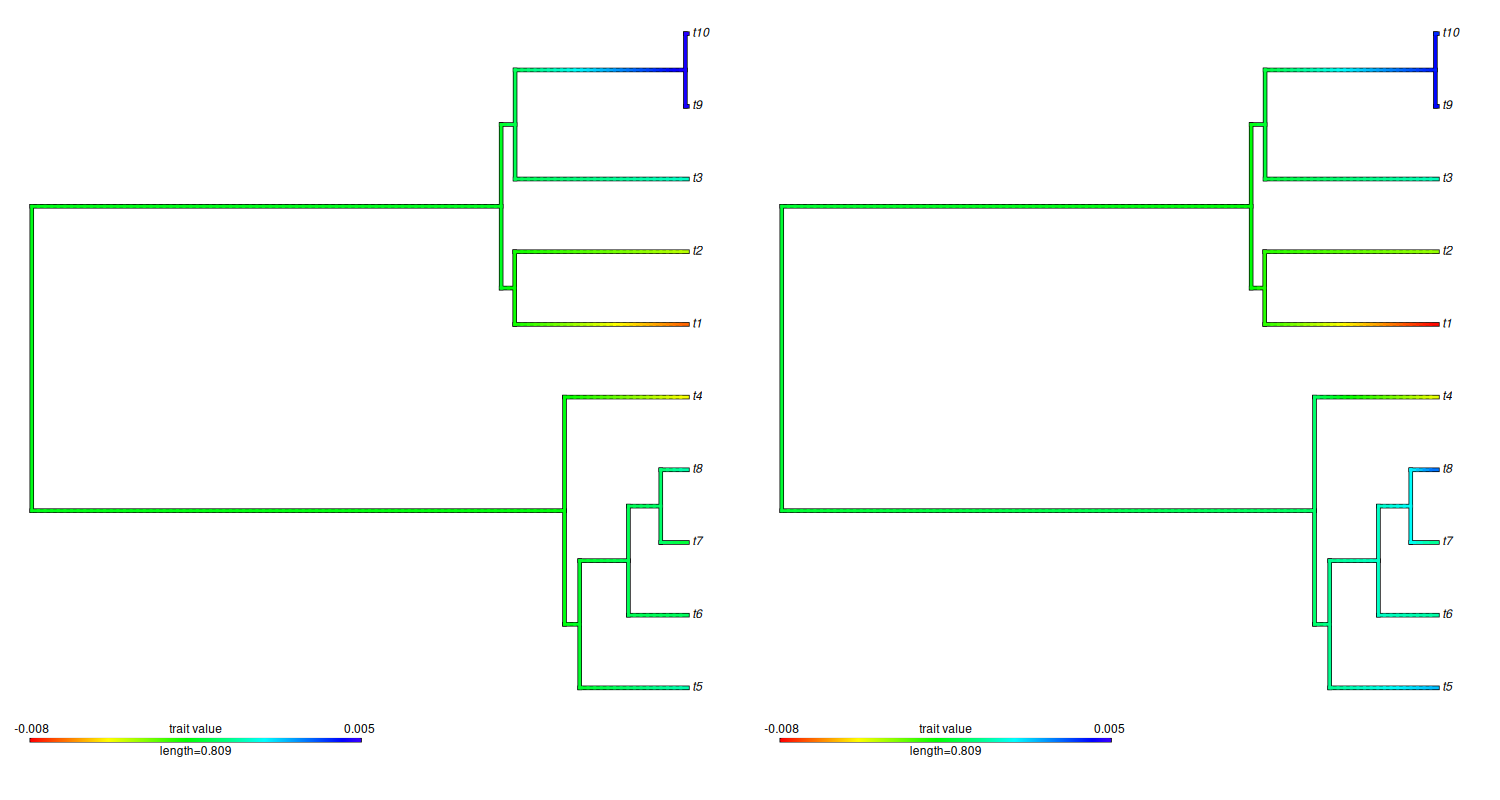 t10
t9
t3
t2
t1
t4
t8
t7
t6
t5
-0.008 trait value 0.005
length=0.809
t10
t9
t3
t2
t1
t4
t8
t7
t6
t5
-0.008 trait value 0.005
length=0.809